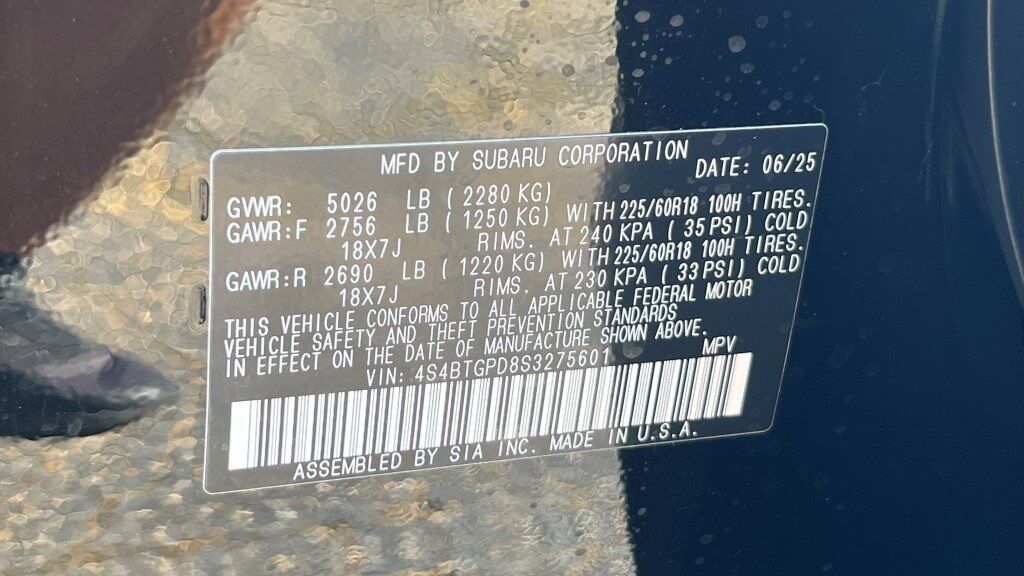 MFD BY SUBARU CORPORATION DATE: 06/25
GVWR: 5026 LB ( 2280 KG)
GAWR:F 2756 LB ( 1250 KG) WITH 225/60R18 100H TIRES.
18X7J RIMS. AT 240 KPA ( 35 PSI) COLD
GAWR:R 2690 LB ( 1220 KG) WITH 225/60R18 100H TIRES.
18X7J RIMS. AT 230 KPA ( 33 PSI) COLD
THIS VEHICLE CONFORMS TO ALL APPLICABLE FEDERAL MOTOR
VEHICLE SAFETY AND THEFT PREVENTION STANDARDS
IN EFFECT ON THE DATE OF MANUFACTURE SHOWN ABOVE.
VIN: 4S4BTGPD8S3275601 MPV
ASSEMBLED BY SIA INC. MADE IN U.S.A.